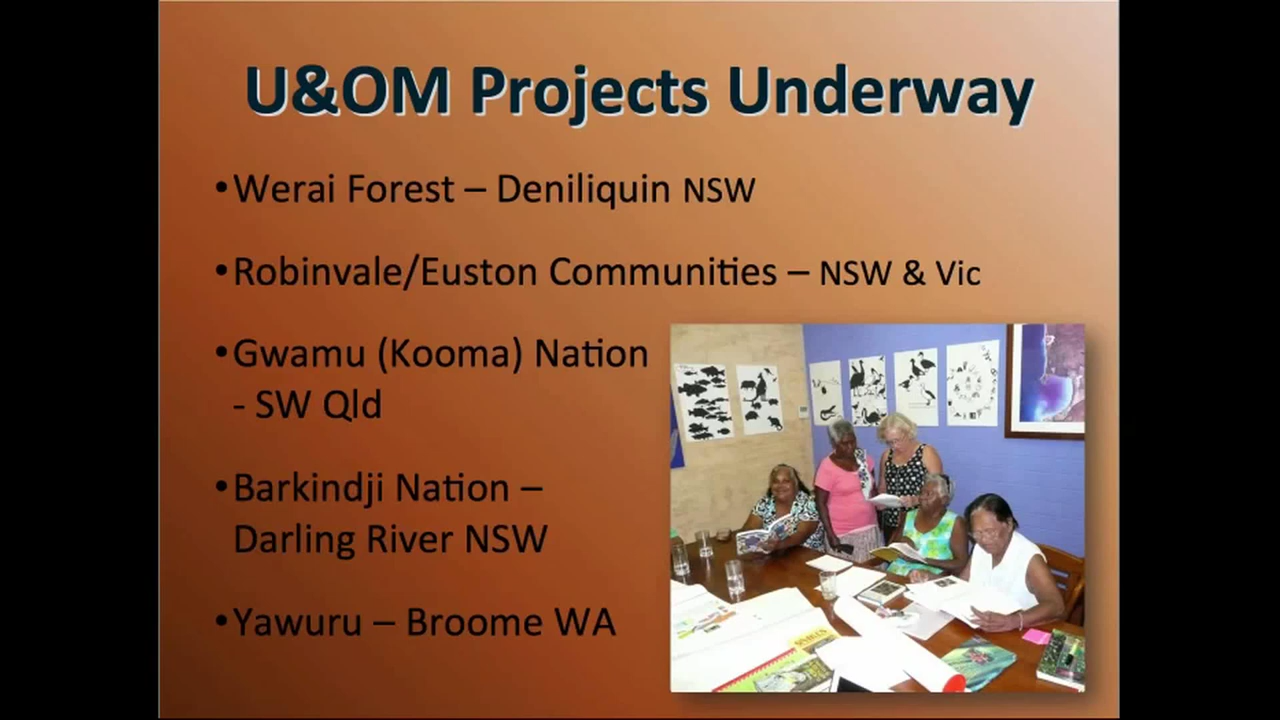 U&OM Projects Underway
•Werai Forest – Deniliquin NSW
•Robinvale/Euston Communities – NSW & Vic
•Gwamu (Kooma) Nation
- SW Qld
•Barkindji Nation –
Darling River NSW
•Yawuru – Broome WA